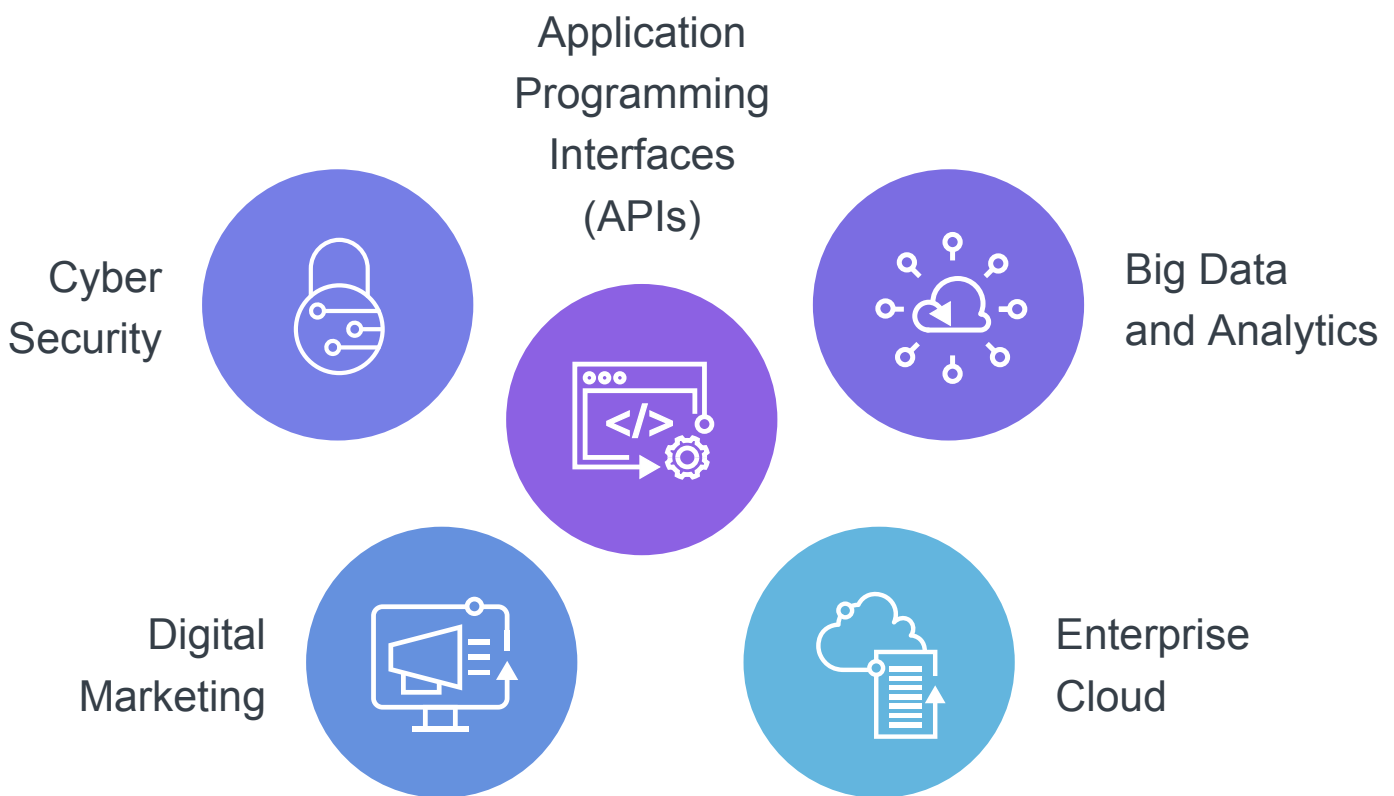 Application
Programming
Interfaces
(APIs)
Cyber
Security
Big Data
and Analytics
</>
Digital
Marketing
Enterprise
Cloud